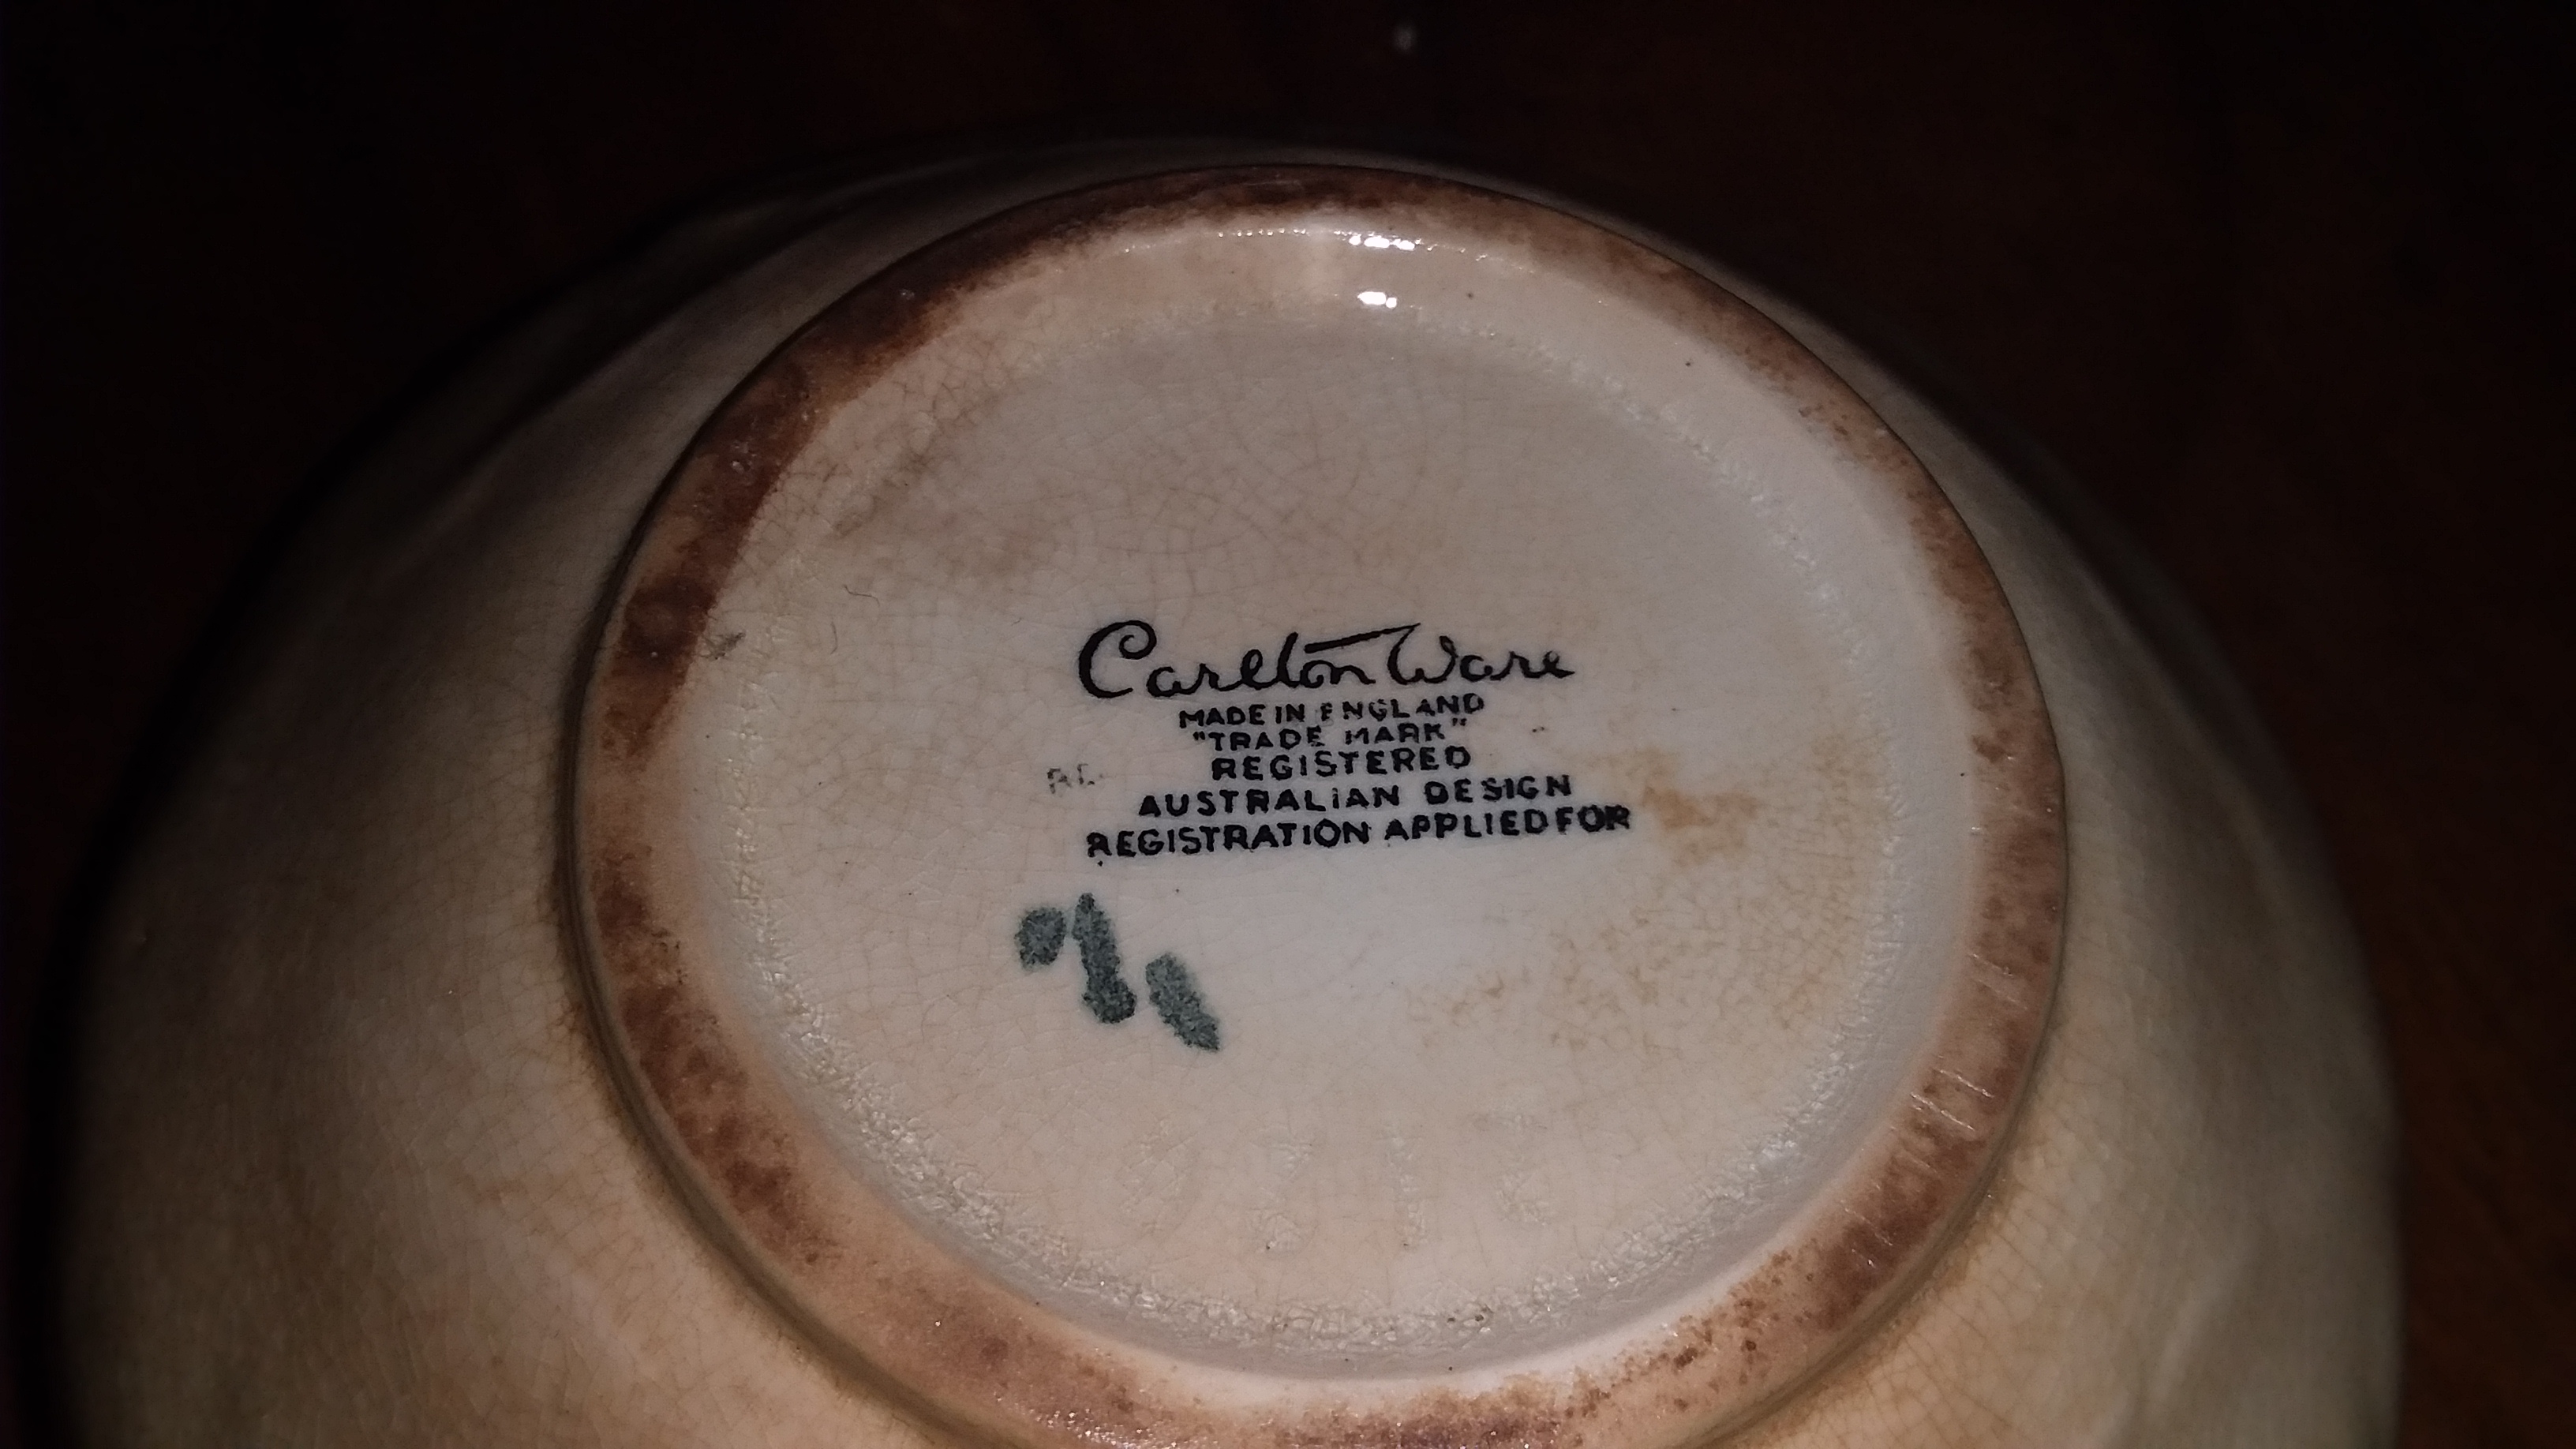 Carlton Ware
MADE IN ENGLAND
"TRADE MARK"
REGISTERED
AUSTRALIAN DESIGN
REGISTRATION APPLIED FOR